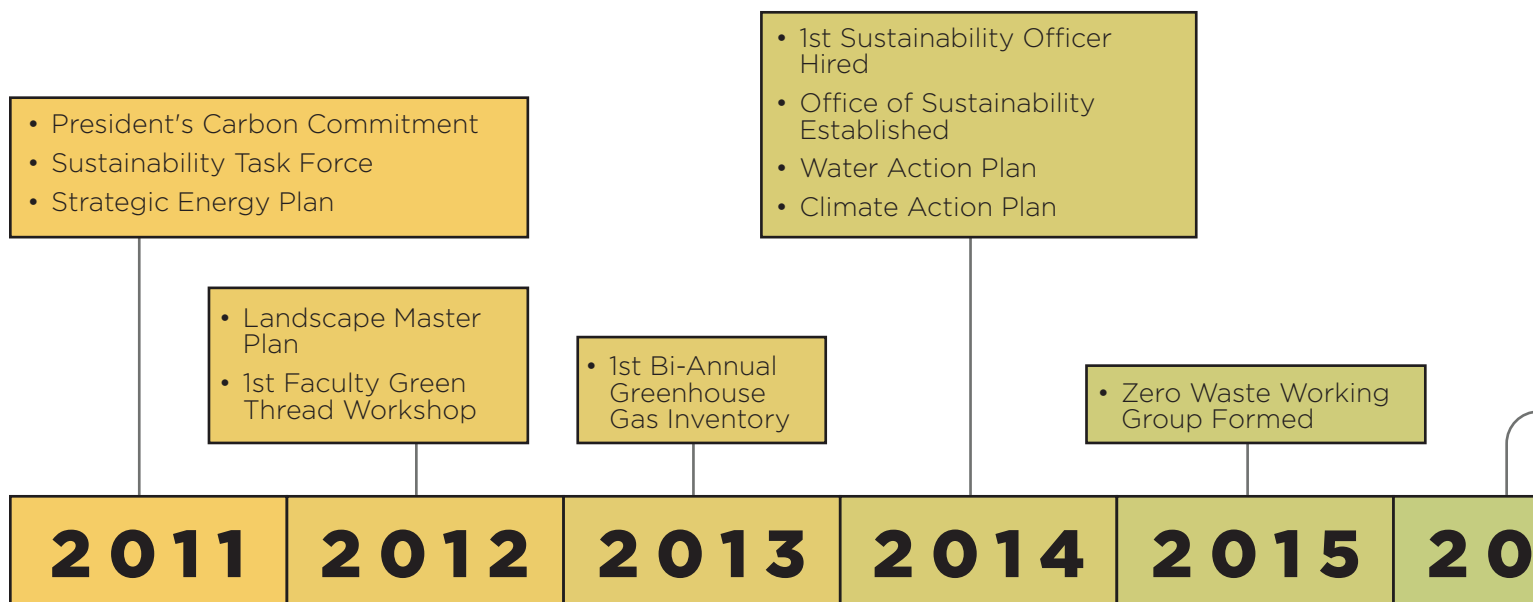 • President's Carbon Commitment
• Sustainability Task Force
• Strategic Energy Plan
• Landscape Master
Plan
• 1st Faculty Green
Thread Workshop
• 1st Bi-Annual
Greenhouse
Gas Inventory
• 1st Sustainability Officer
Hired
• Office of Sustainability
Established
• Water Action Plan
• Climate Action Plan
• Zero Waste Working
Group Formed
2011 2012 2013 2014 2015 20